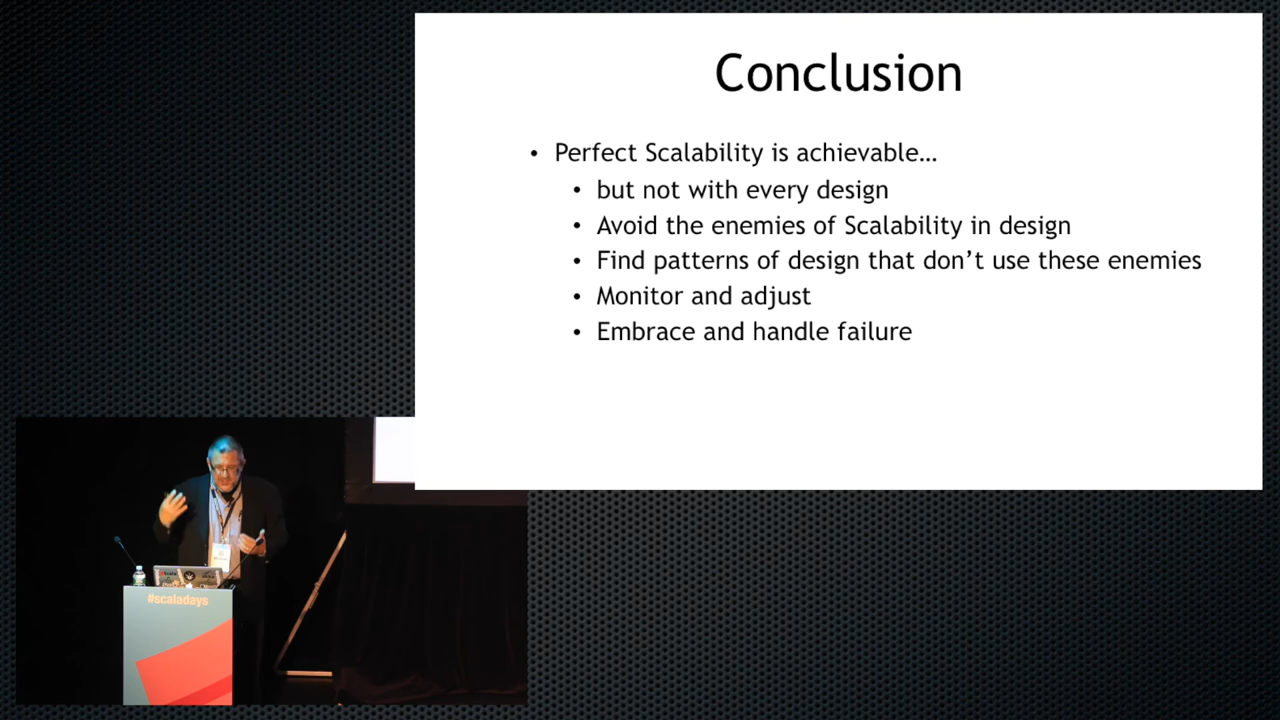 Conclusion
• Perfect Scalability is achievable…
• but not with every design
• Avoid the enemies of Scalability in design
• Find patterns of design that don’t use these enemies
• Monitor and adjust
• Embrace and handle failure
#scaladays